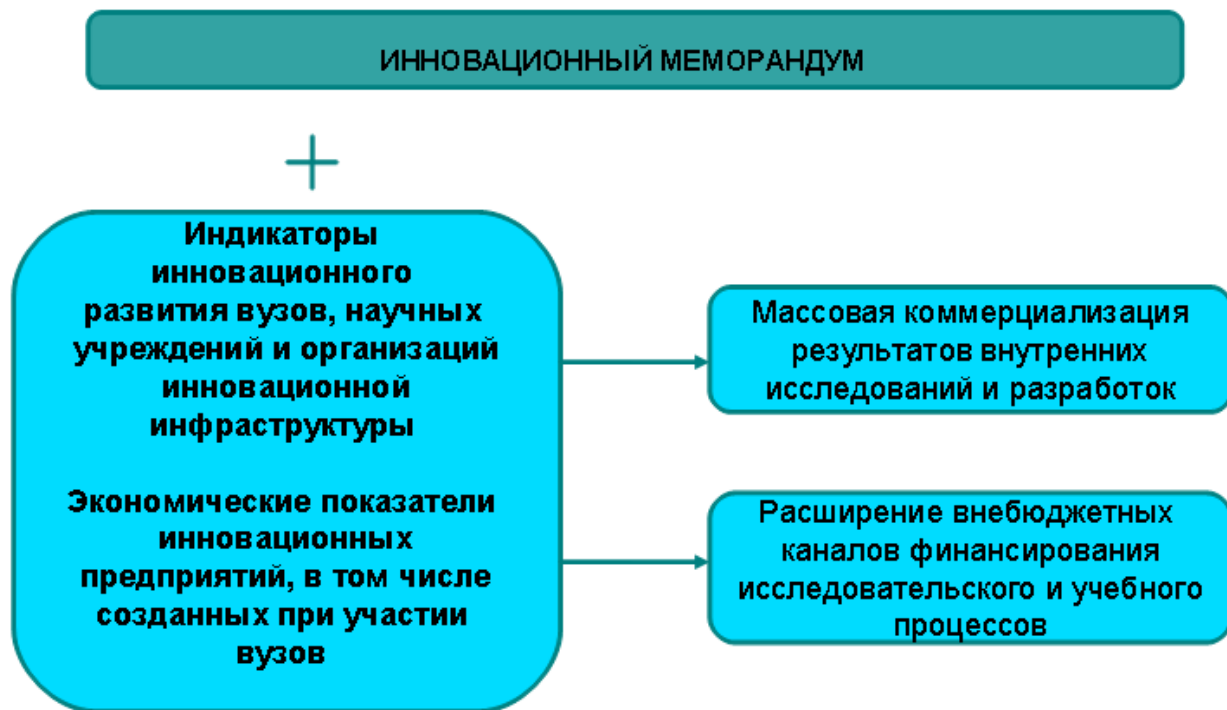 ИННОВАЦИОННЫЙ МЕМОРАНДУМ
Индикаторы
инновационного
развития вузов, научных
учреждений и организаций
инновационной
инфраструктуры
Экономические показатели
инновационных
предприятий, в том числе
созданных при участии
вузов
Массовая коммерциализация
результатов внутренних
исследований и разработок
Расширение внебюджетных
каналов финансирования
исследовательского и учебного
процессов